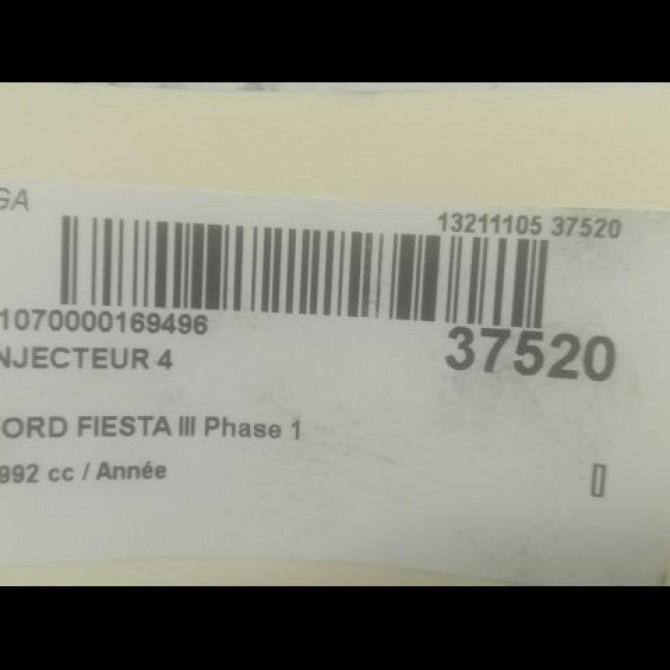 GA
13211105 37520
1070000169496
37520
NJECTEUR 4
ORD FIESTA III Phase 1
992 cc / Année